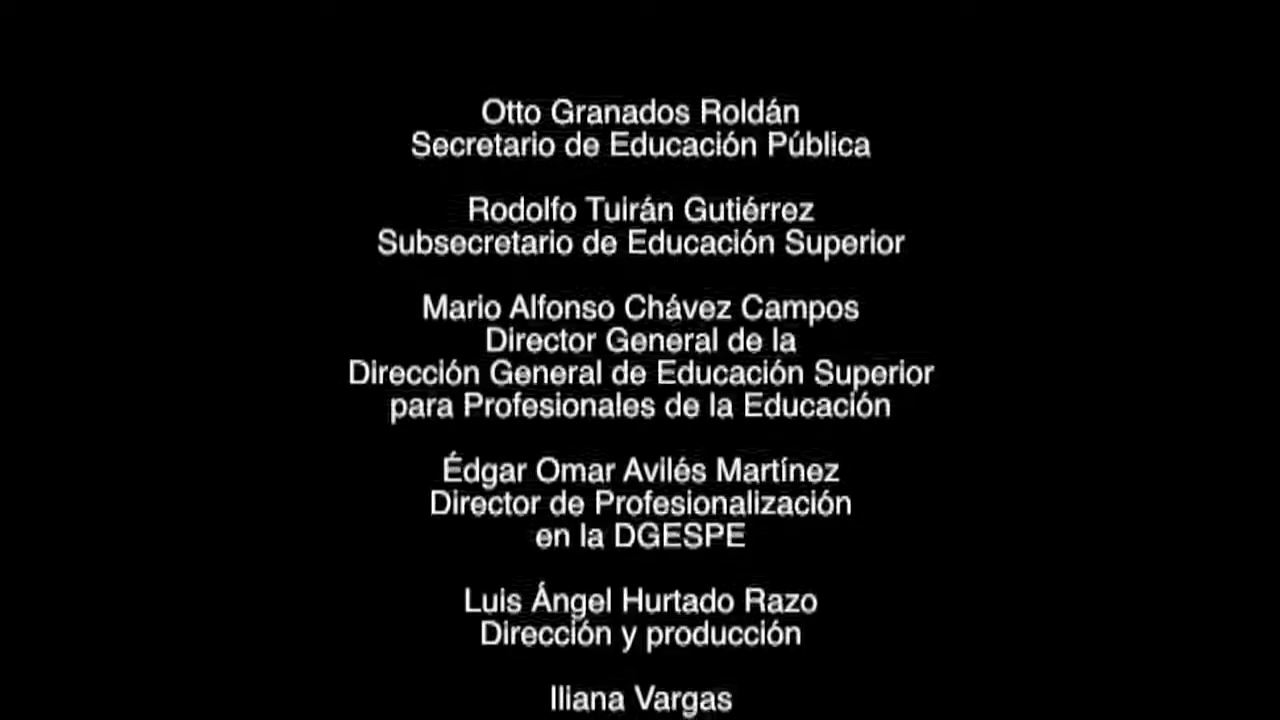 Otto Granados Roldán
Secretario de Educación Pública
Rodolfo Tuirán Gutiérrez
Subsecretario de Educación Superior
Mario Alfonso Chávez Campos
Director General de la
Dirección General de Educación Superior
para Profesionales de la Educación
Édgar Omar Avilés Martínez
Director de Profesionalización
en la DGESPE
Luis Ángel Hurtado Razo
Dirección y producción
Iliana Vargas